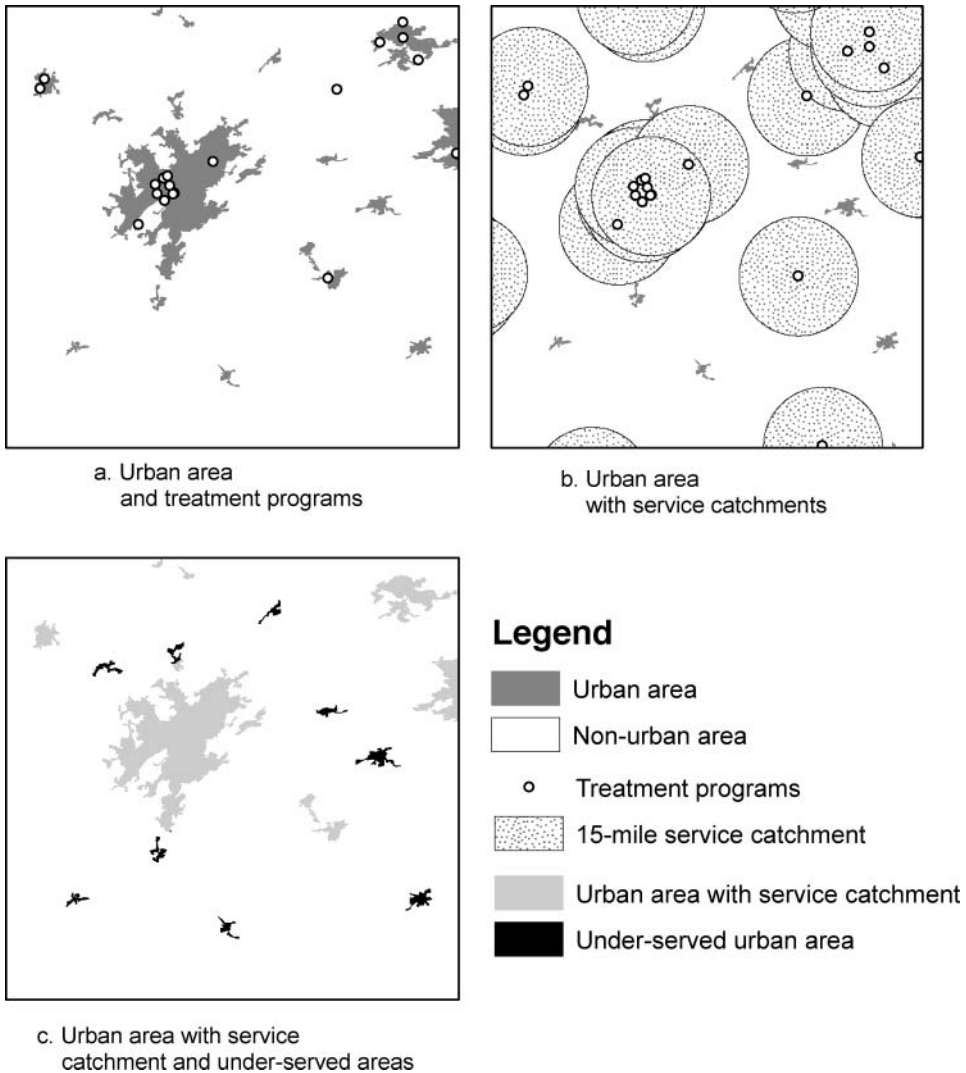 a. Urban area
and treatment programs
b. Urban area
with service catchments
Legend
Urban area
Non-urban area
Treatment programs
15-mile service catchment
Urban area with service catchment
Under-served urban area
c. Urban area with service
catchment and under-served areas